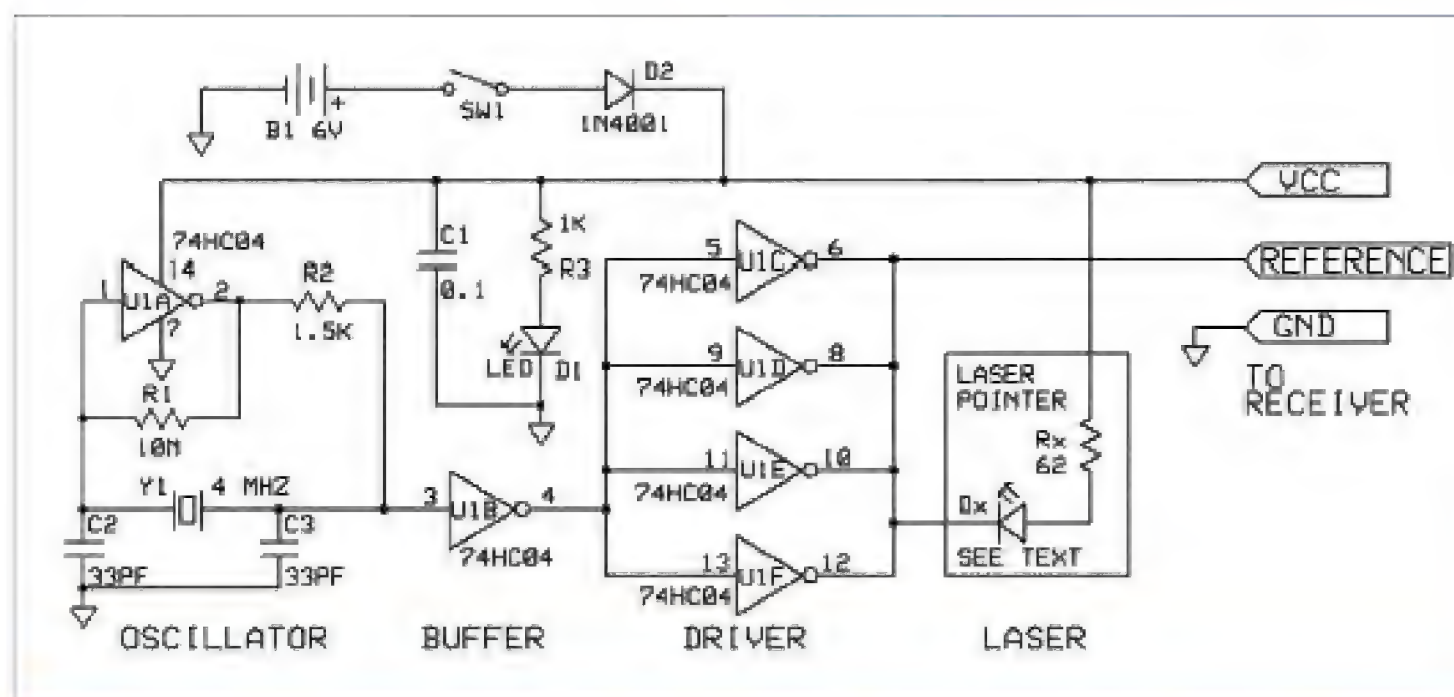 B1 6V
+
SW1
D2
1N4001
VCC
REFERENCE
GND
TO
RECEIVER
74HC04
14
1
U1A
2
7
R2
1.5K
R1
10M
Y1
4 MHZ
C2
33PF
C3
33PF
C1
0.1
1K
R3
LED
D1
3
U1B
4
74HC04
5
U1C
6
74HC04
9
U1D
8
74HC04
11
U1E
10
74HC04
13
U1F
12
74HC04
LASER
POINTER
Rx
62
Dx
SEE TEXT
OSCILLATOR
BUFFER
DRIVER
LASER